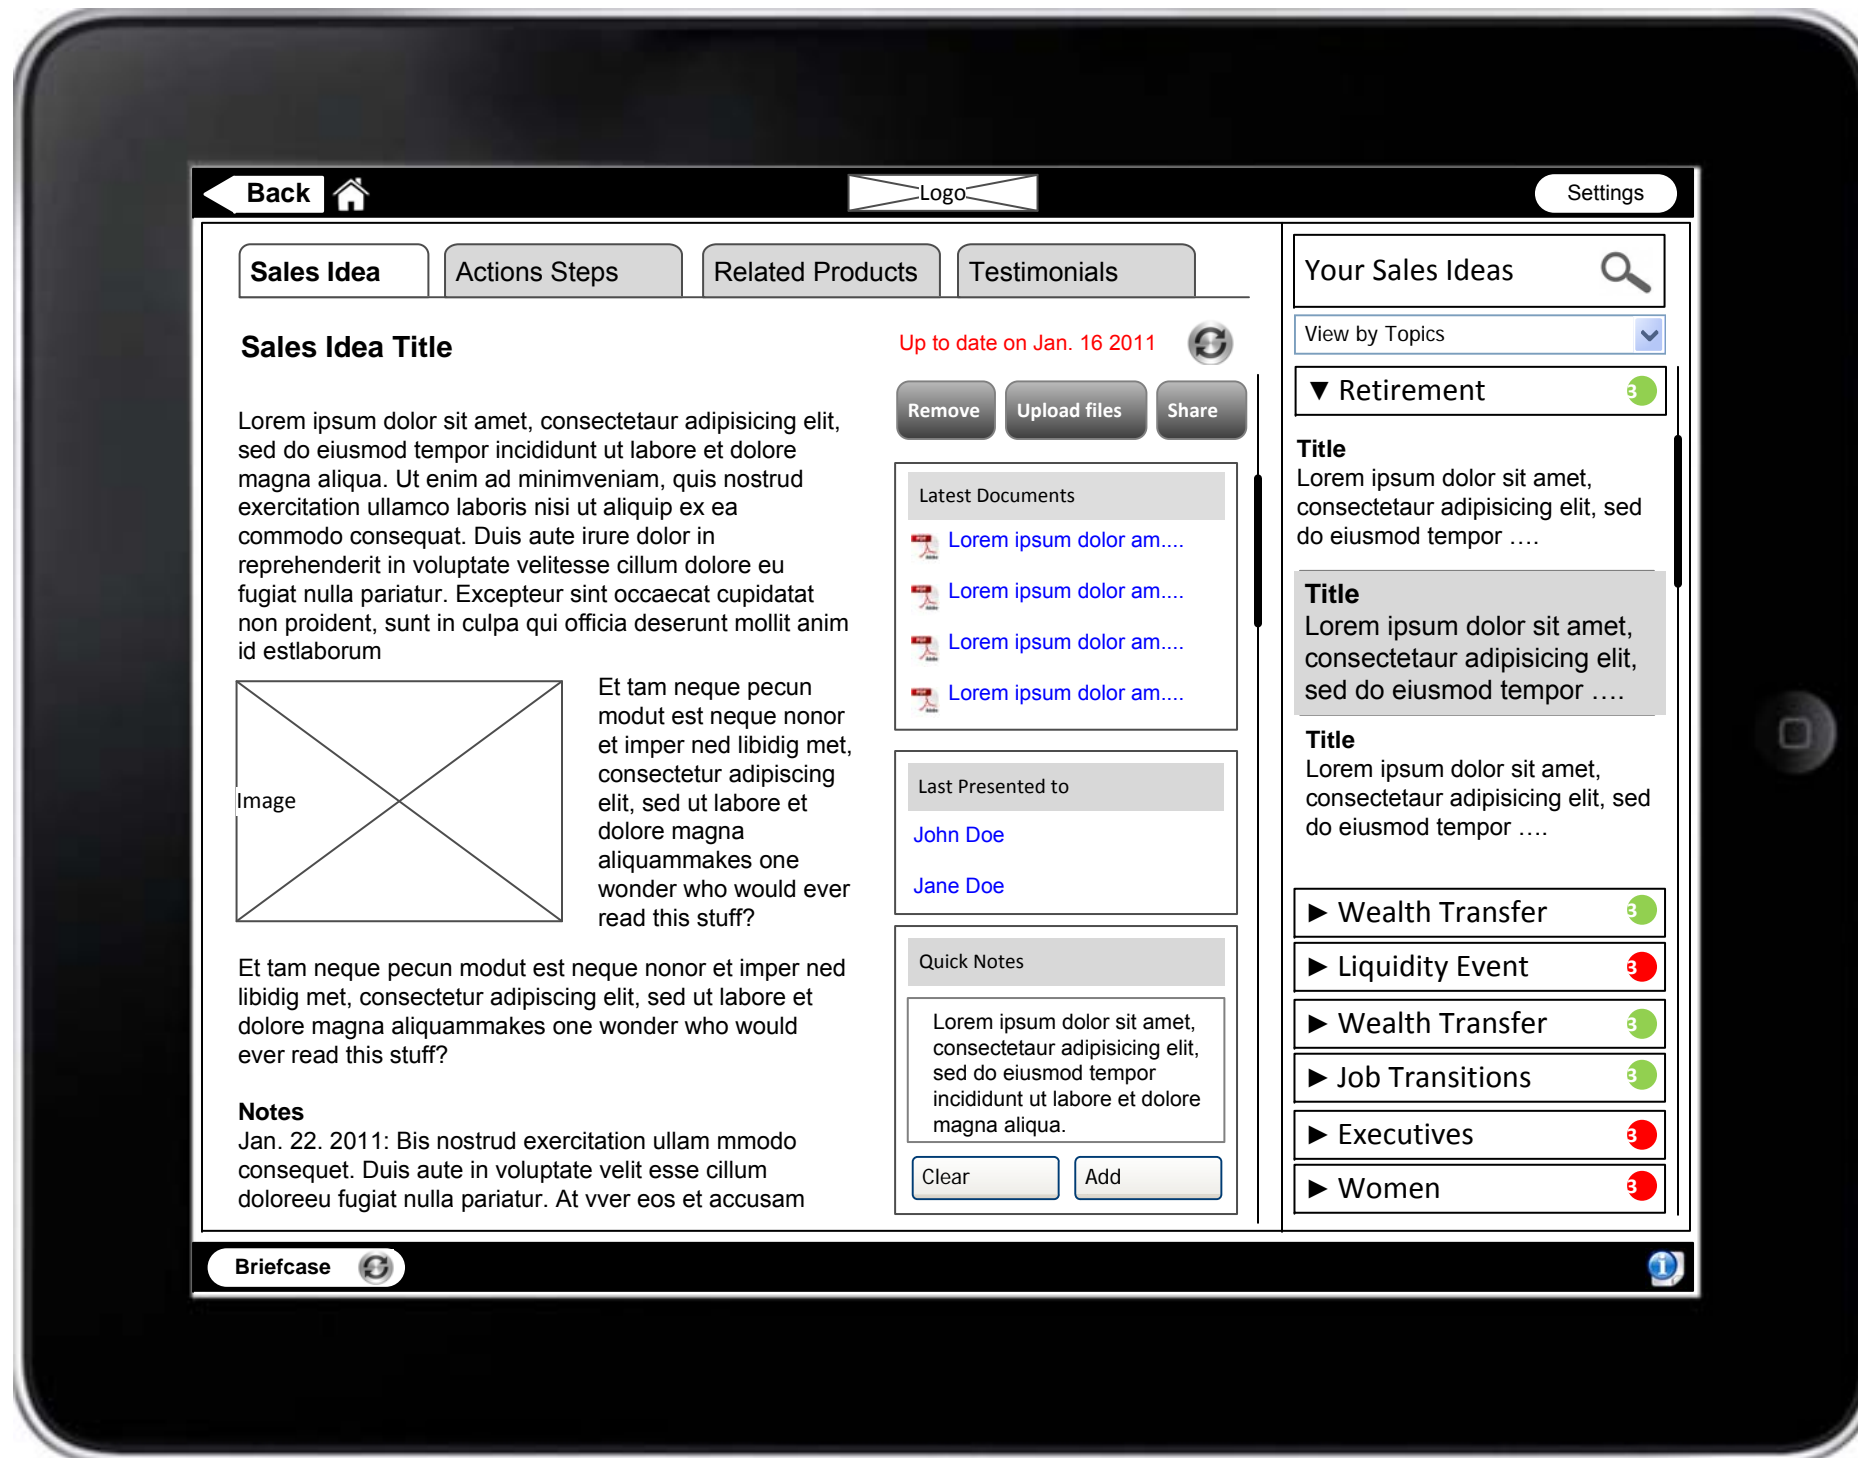 Back
Logo
Settings
Sales Idea
Actions Steps
Related Products
Testimonials
Sales Idea Title
Up to date on Jan. 16 2011
Remove
Upload files
Share
Lorem ipsum dolor sit amet, consectetaur adipisicing elit,
sed do eiusmod tempor incididunt ut labore et dolore
magna aliqua. Ut enim ad minimveniam, quis nostrud
exercitation ullamco laboris nisi ut aliquip ex ea
commodo consequat. Duis aute irure dolor in
reprehenderit in voluptate velitesse cillum dolore eu
fugiat nulla pariatur. Excepteur sint occaecat cupidatat
non proident, sunt in culpa qui officia deserunt mollit anim
id estlaborum
Image
Et tam neque pecun
modut est neque nonor
et imper ned libidig met,
consectetur adipiscing
elit, sed ut labore et
dolore magna
aliquammakes one
wonder who would ever
read this stuff?
Et tam neque pecun modut est neque nonor et imper ned
libidig met, consectetur adipiscing elit, sed ut labore et
dolore magna aliquammakes one wonder who would
ever read this stuff?
Notes
Jan. 22. 2011: Bis nostrud exercitation ullam mmodo
consequet. Duis aute in voluptate velit esse cillum
doloreeu fugiat nulla pariatur. At vver eos et accusam
Latest Documents
PDF Lorem ipsum dolor am....
PDF Lorem ipsum dolor am....
PDF Lorem ipsum dolor am....
PDF Lorem ipsum dolor am....
Last Presented to
John Doe
Jane Doe
Quick Notes
Lorem ipsum dolor sit amet,
consectetaur adipisicing elit,
sed do eiusmod tempor
incididunt ut labore et dolore
magna aliqua.
Clear
Add
Your Sales Ideas
View by Topics
▼ Retirement 3
Title
Lorem ipsum dolor sit amet,
consectetaur adipisicing elit, sed
do eiusmod tempor ….
Title
Lorem ipsum dolor sit amet,
consectetaur adipisicing elit,
sed do eiusmod tempor ….
Title
Lorem ipsum dolor sit amet,
consectetaur adipisicing elit, sed
do eiusmod tempor ….
► Wealth Transfer 3
► Liquidity Event 3
► Wealth Transfer 3
► Job Transitions 3
► Executives 3
► Women 3
Briefcase
i